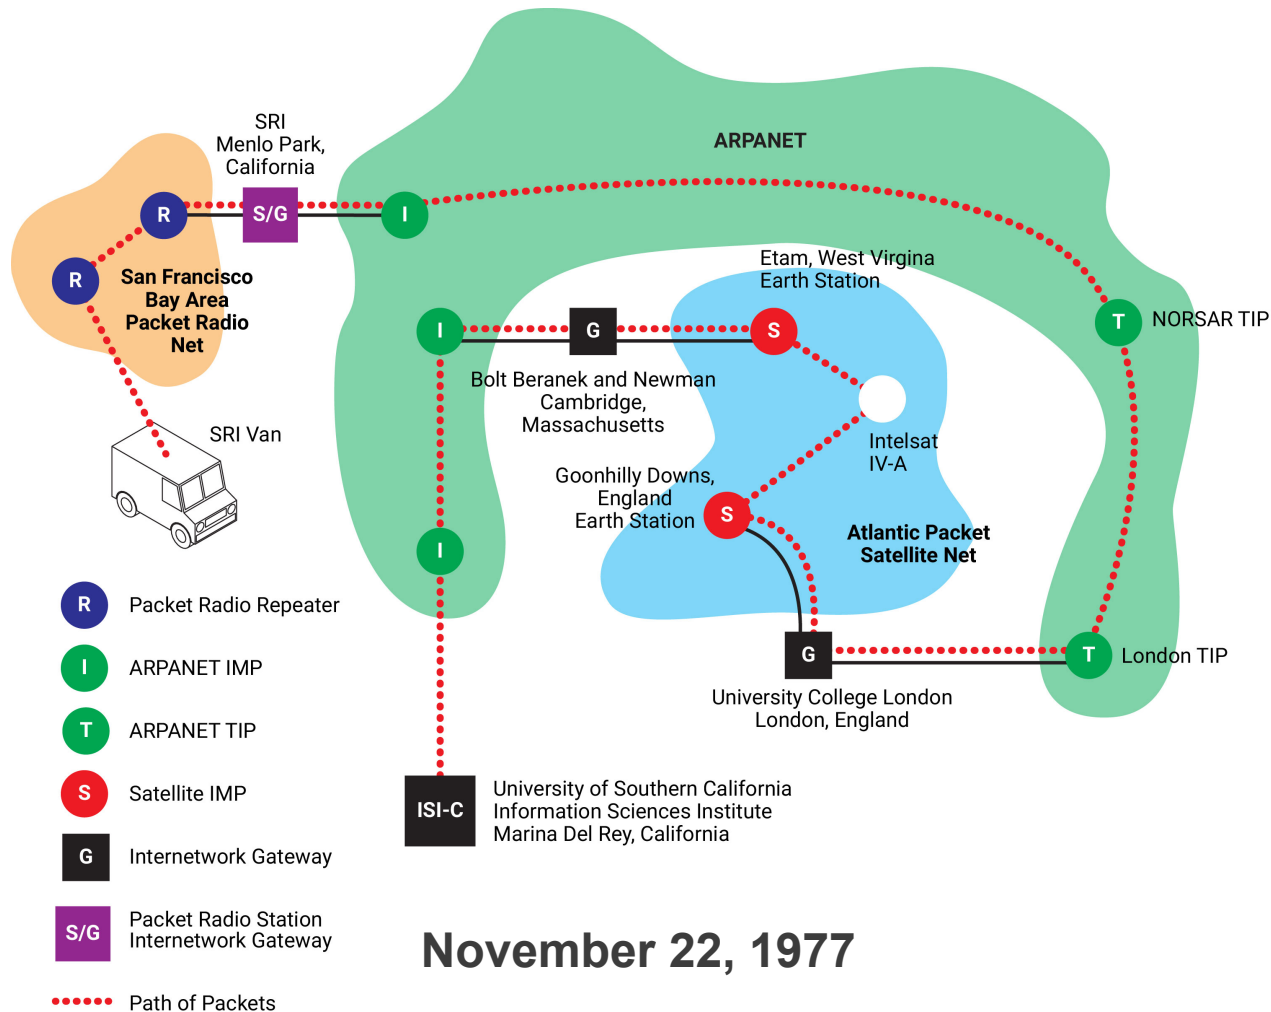 SRI
Menlo Park,
California
ARPANET
R
S/G
I
R
San Francisco
Bay Area
Packet Radio
Net
Etam, West Virgina
Earth Station
I
G
S
T
NORSAR TIP
Bolt Beranek and Newman
Cambridge,
Massachusetts
SRI Van
Intelsat
IV-A
Goonhilly Downs,
England
Earth Station
S
Atlantic Packet
Satellite Net
I
G
T
London TIP
University College London
London, England
ISI-C
University of Southern California
Information Sciences Institute
Marina Del Rey, California
R
Packet Radio Repeater
I
ARPANET IMP
T
ARPANET TIP
S
Satellite IMP
G
Internetwork Gateway
S/G
Packet Radio Station
Internetwork Gateway
Path of Packets
November 22, 1977